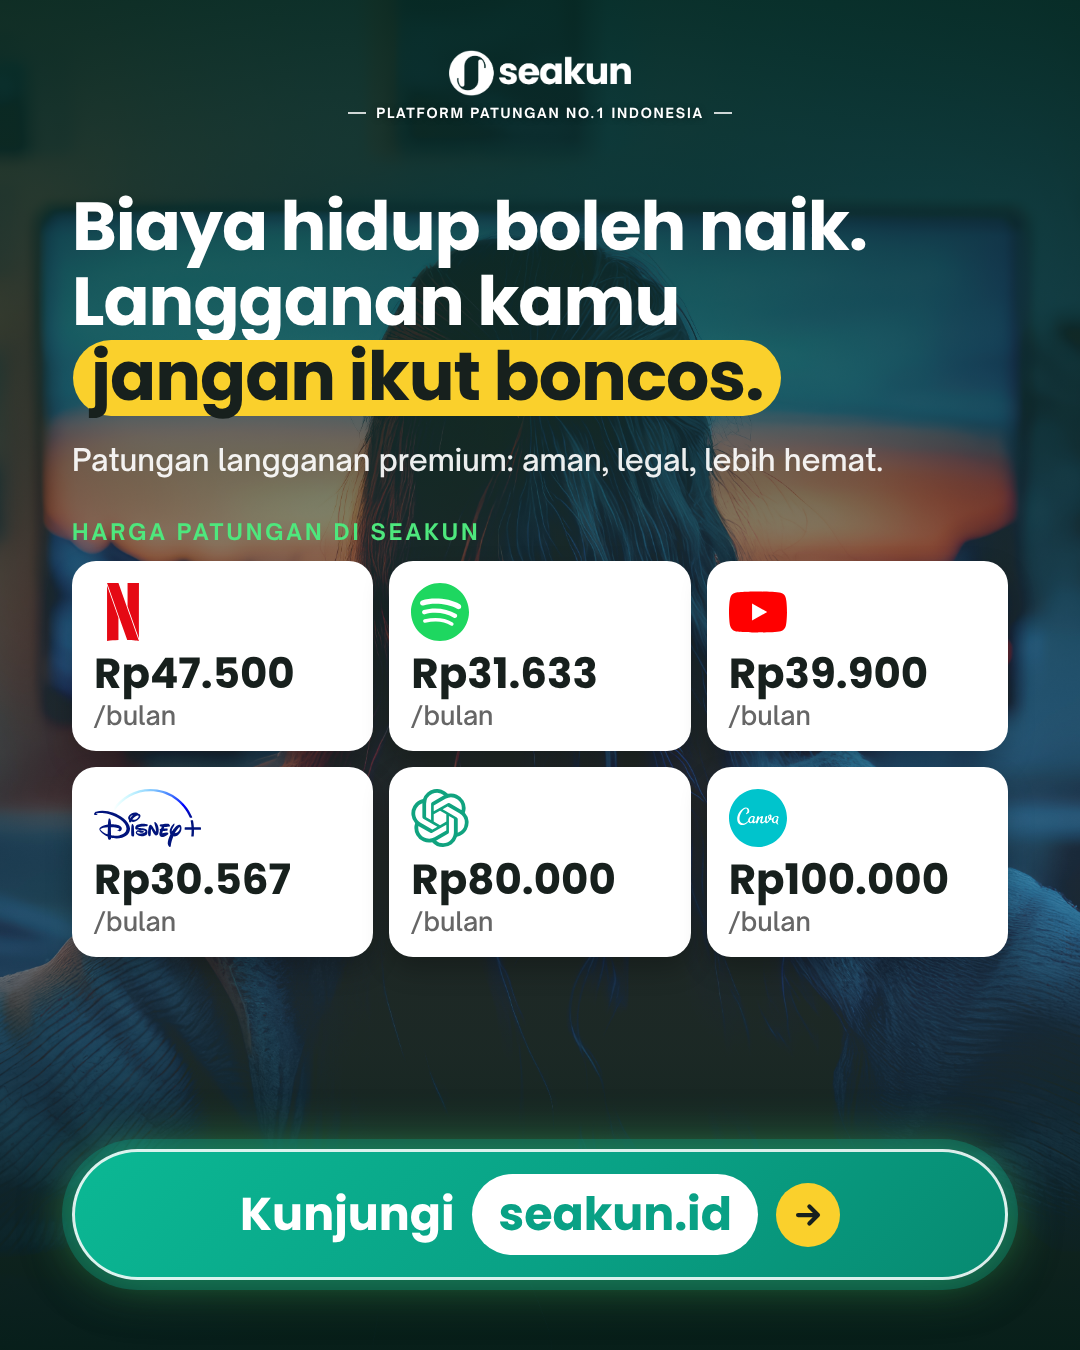 seakun
PLATFORM PATUNGAN NO.1 INDONESIA
Biaya hidup boleh naik.
Langganan kamu
jangan ikut boncos.
Patungan langganan premium: aman, legal, lebih hemat.
HARGA PATUNGAN DI SEAKUN
N
Rp47.500
/bulan
Rp31.633
/bulan
Rp39.900
/bulan
Disney+
Rp30.567
/bulan
Rp80.000
/bulan
Canva
Rp100.000
/bulan
Kunjungi seakun.id